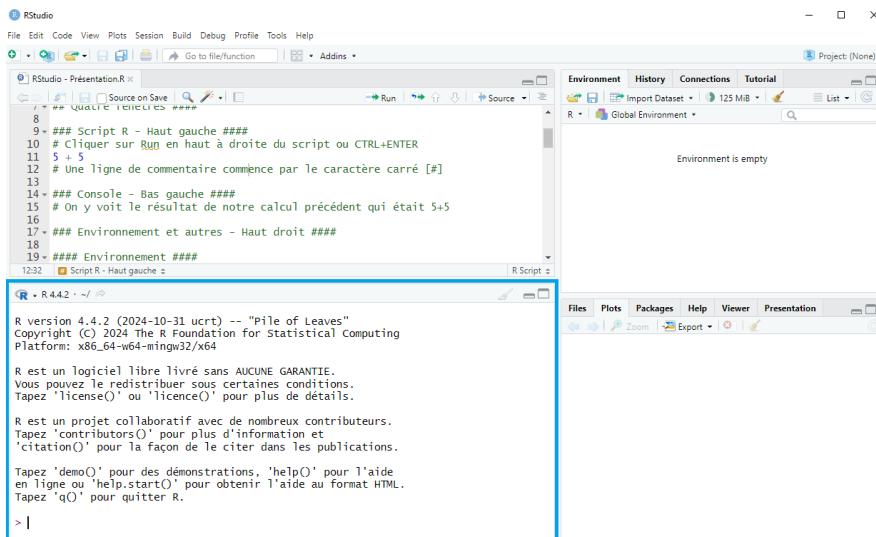 RStudio
File Edit Code View Plots Session Build Debug Profile Tools Help
Go to file/function Addins Project: (None)
RStudio - Présentation.R
Source on Save Run Source
7 ## Quatre fenêtres ####
8
9 ### Script R - Haut gauche ####
10 # Cliquer sur Run en haut à droite du script ou CTRL+ENTER
11 5 + 5
12 # Une ligne de commentaire commence par le caractère carré [#]
13
14 ### Console - Bas gauche ####
15 # On y voit le résultat de notre calcul précédent qui était 5+5
16
17 ### Environnement et autres - Haut droit ####
18
19 #### Environnement ####
12:32 Script R - Haut gauche R Script
R 4.4.2 · ~/
R version 4.4.2 (2024-10-31 ucrt) -- "Pile of Leaves"
Copyright (C) 2024 The R Foundation for Statistical Computing
Platform: x86_64-w64-mingw32/x64
R est un logiciel libre livré sans AUCUNE GARANTIE.
Vous pouvez le redistribuer sous certaines conditions.
Tapez 'license()' ou 'licence()' pour plus de détails.
R est un projet collaboratif avec de nombreux contributeurs.
Tapez 'contributors()' pour plus d'information et
'citation()' pour la façon de le citer dans les publications.
Tapez 'demo()' pour des démonstrations, 'help()' pour l'aide
en ligne ou 'help.start()' pour obtenir l'aide au format HTML.
Tapez 'q()' pour quitter R.
>
Environment History Connections Tutorial
Import Dataset 125 MiB List
R Global Environment
Environment is empty
Files Plots Packages Help Viewer Presentation
Zoom Export